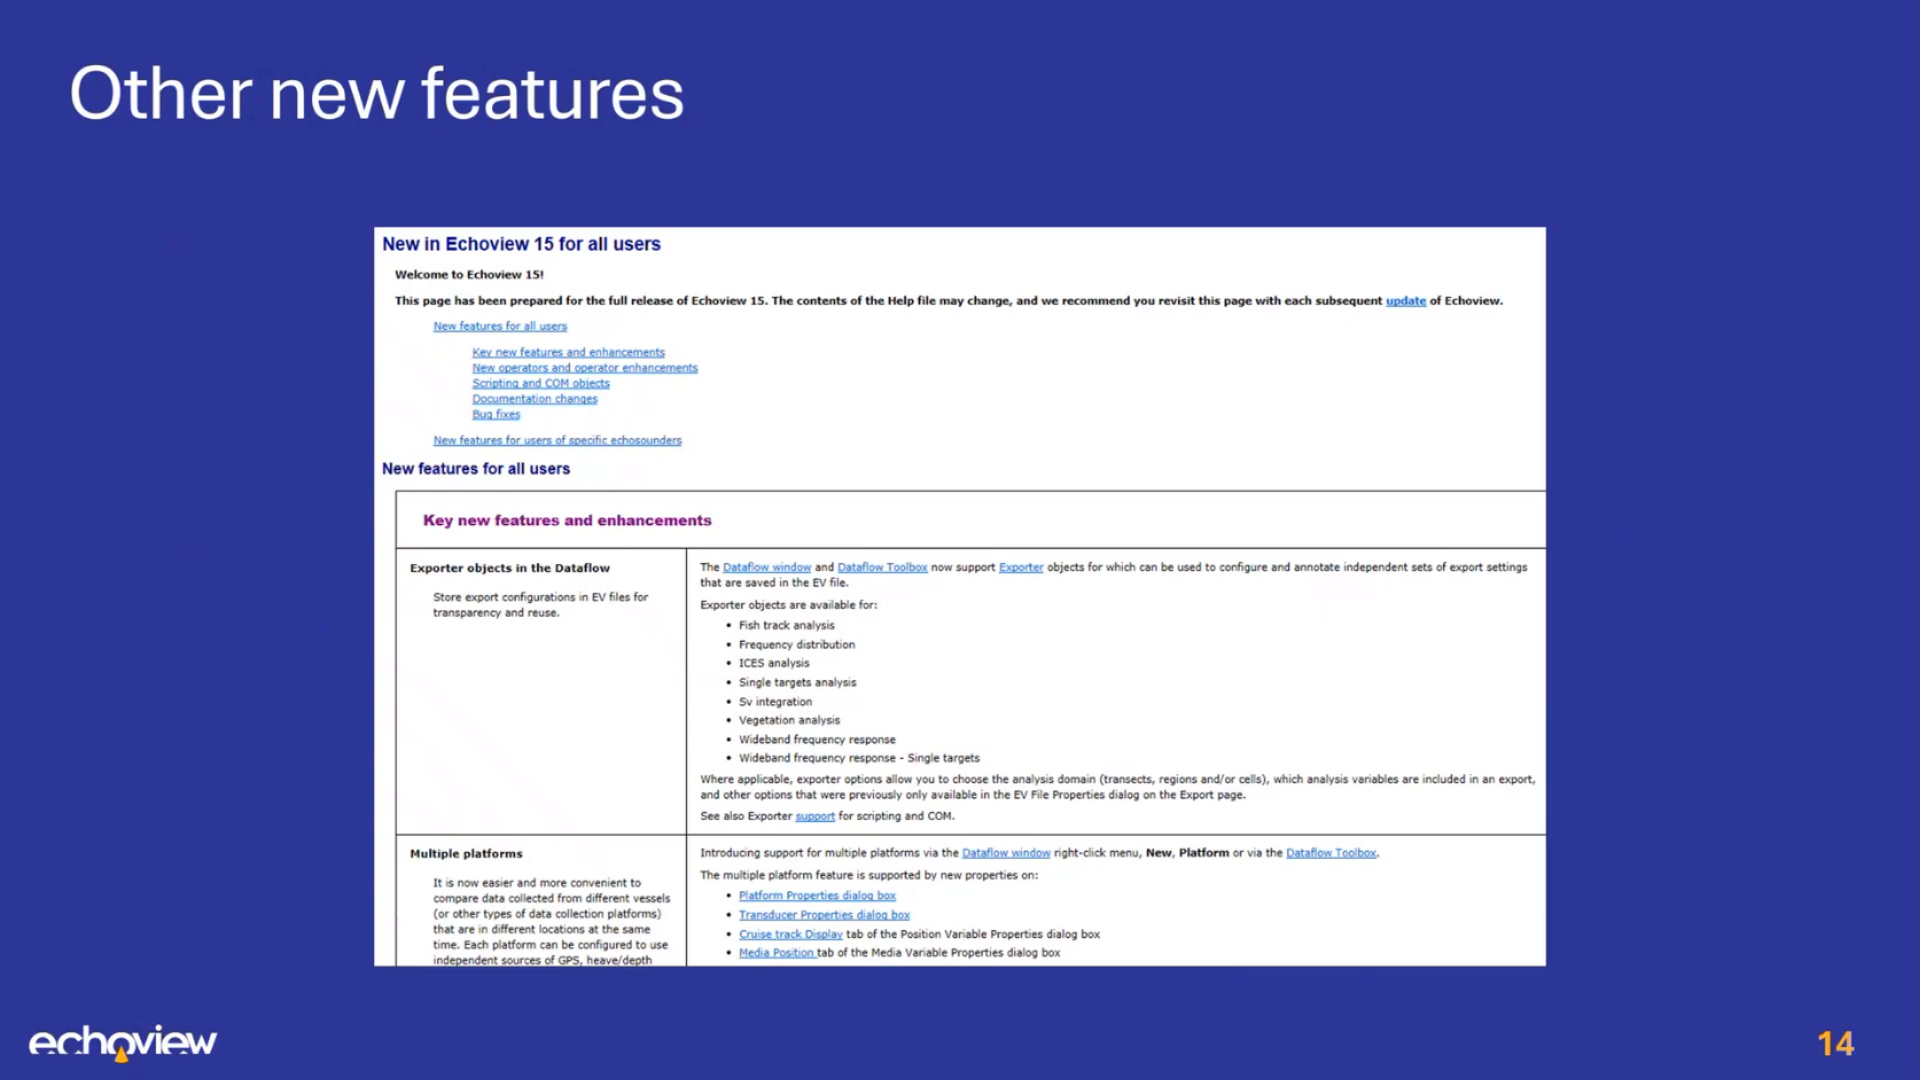 Other new features
New in Echoview 15 for all users
Welcome to Echoview 15!
This page has been prepared for the full release of Echoview 15. The contents of the Help file may change, and we recommend you revisit this page with each subsequent update of Echoview.
New features for all users
Key new features and enhancements
New operators and operator enhancements
Scripting and COM objects
Documentation changes
Bug fixes
New features for users of specific echosounders
New features for all users
Key new features and enhancements
Exporter objects in the Dataflow
Store export configurations in EV files for
transparency and reuse.
The Dataflow window and Dataflow Toolbox now support Exporter objects for which can be used to configure and annotate independent sets of export settings
that are saved in the EV file.
Exporter objects are available for:
• Fish track analysis
• Frequency distribution
• ICES analysis
• Single targets analysis
• Sv integration
• Vegetation analysis
• Wideband frequency response
• Wideband frequency response - Single targets
Where applicable, exporter options allow you to choose the analysis domain (transects, regions and/or cells), which analysis variables are included in an export,
and other options that were previously only available in the EV File Properties dialog on the Export page.
See also Exporter support for scripting and COM.
Multiple platforms
It is now easier and more convenient to
compare data collected from different vessels
(or other types of data collection platforms)
that are in different locations at the same
time. Each platform can be configured to use
independent sources of GPS, heave/depth
Introducing support for multiple platforms via the Dataflow window right-click menu, New, Platform or via the Dataflow Toolbox.
The multiple platform feature is supported by new properties on:
• Platform Properties dialog box
• Transducer Properties dialog box
• Cruise track Display tab of the Position Variable Properties dialog box
• Media Position tab of the Media Variable Properties dialog box
echoview
14